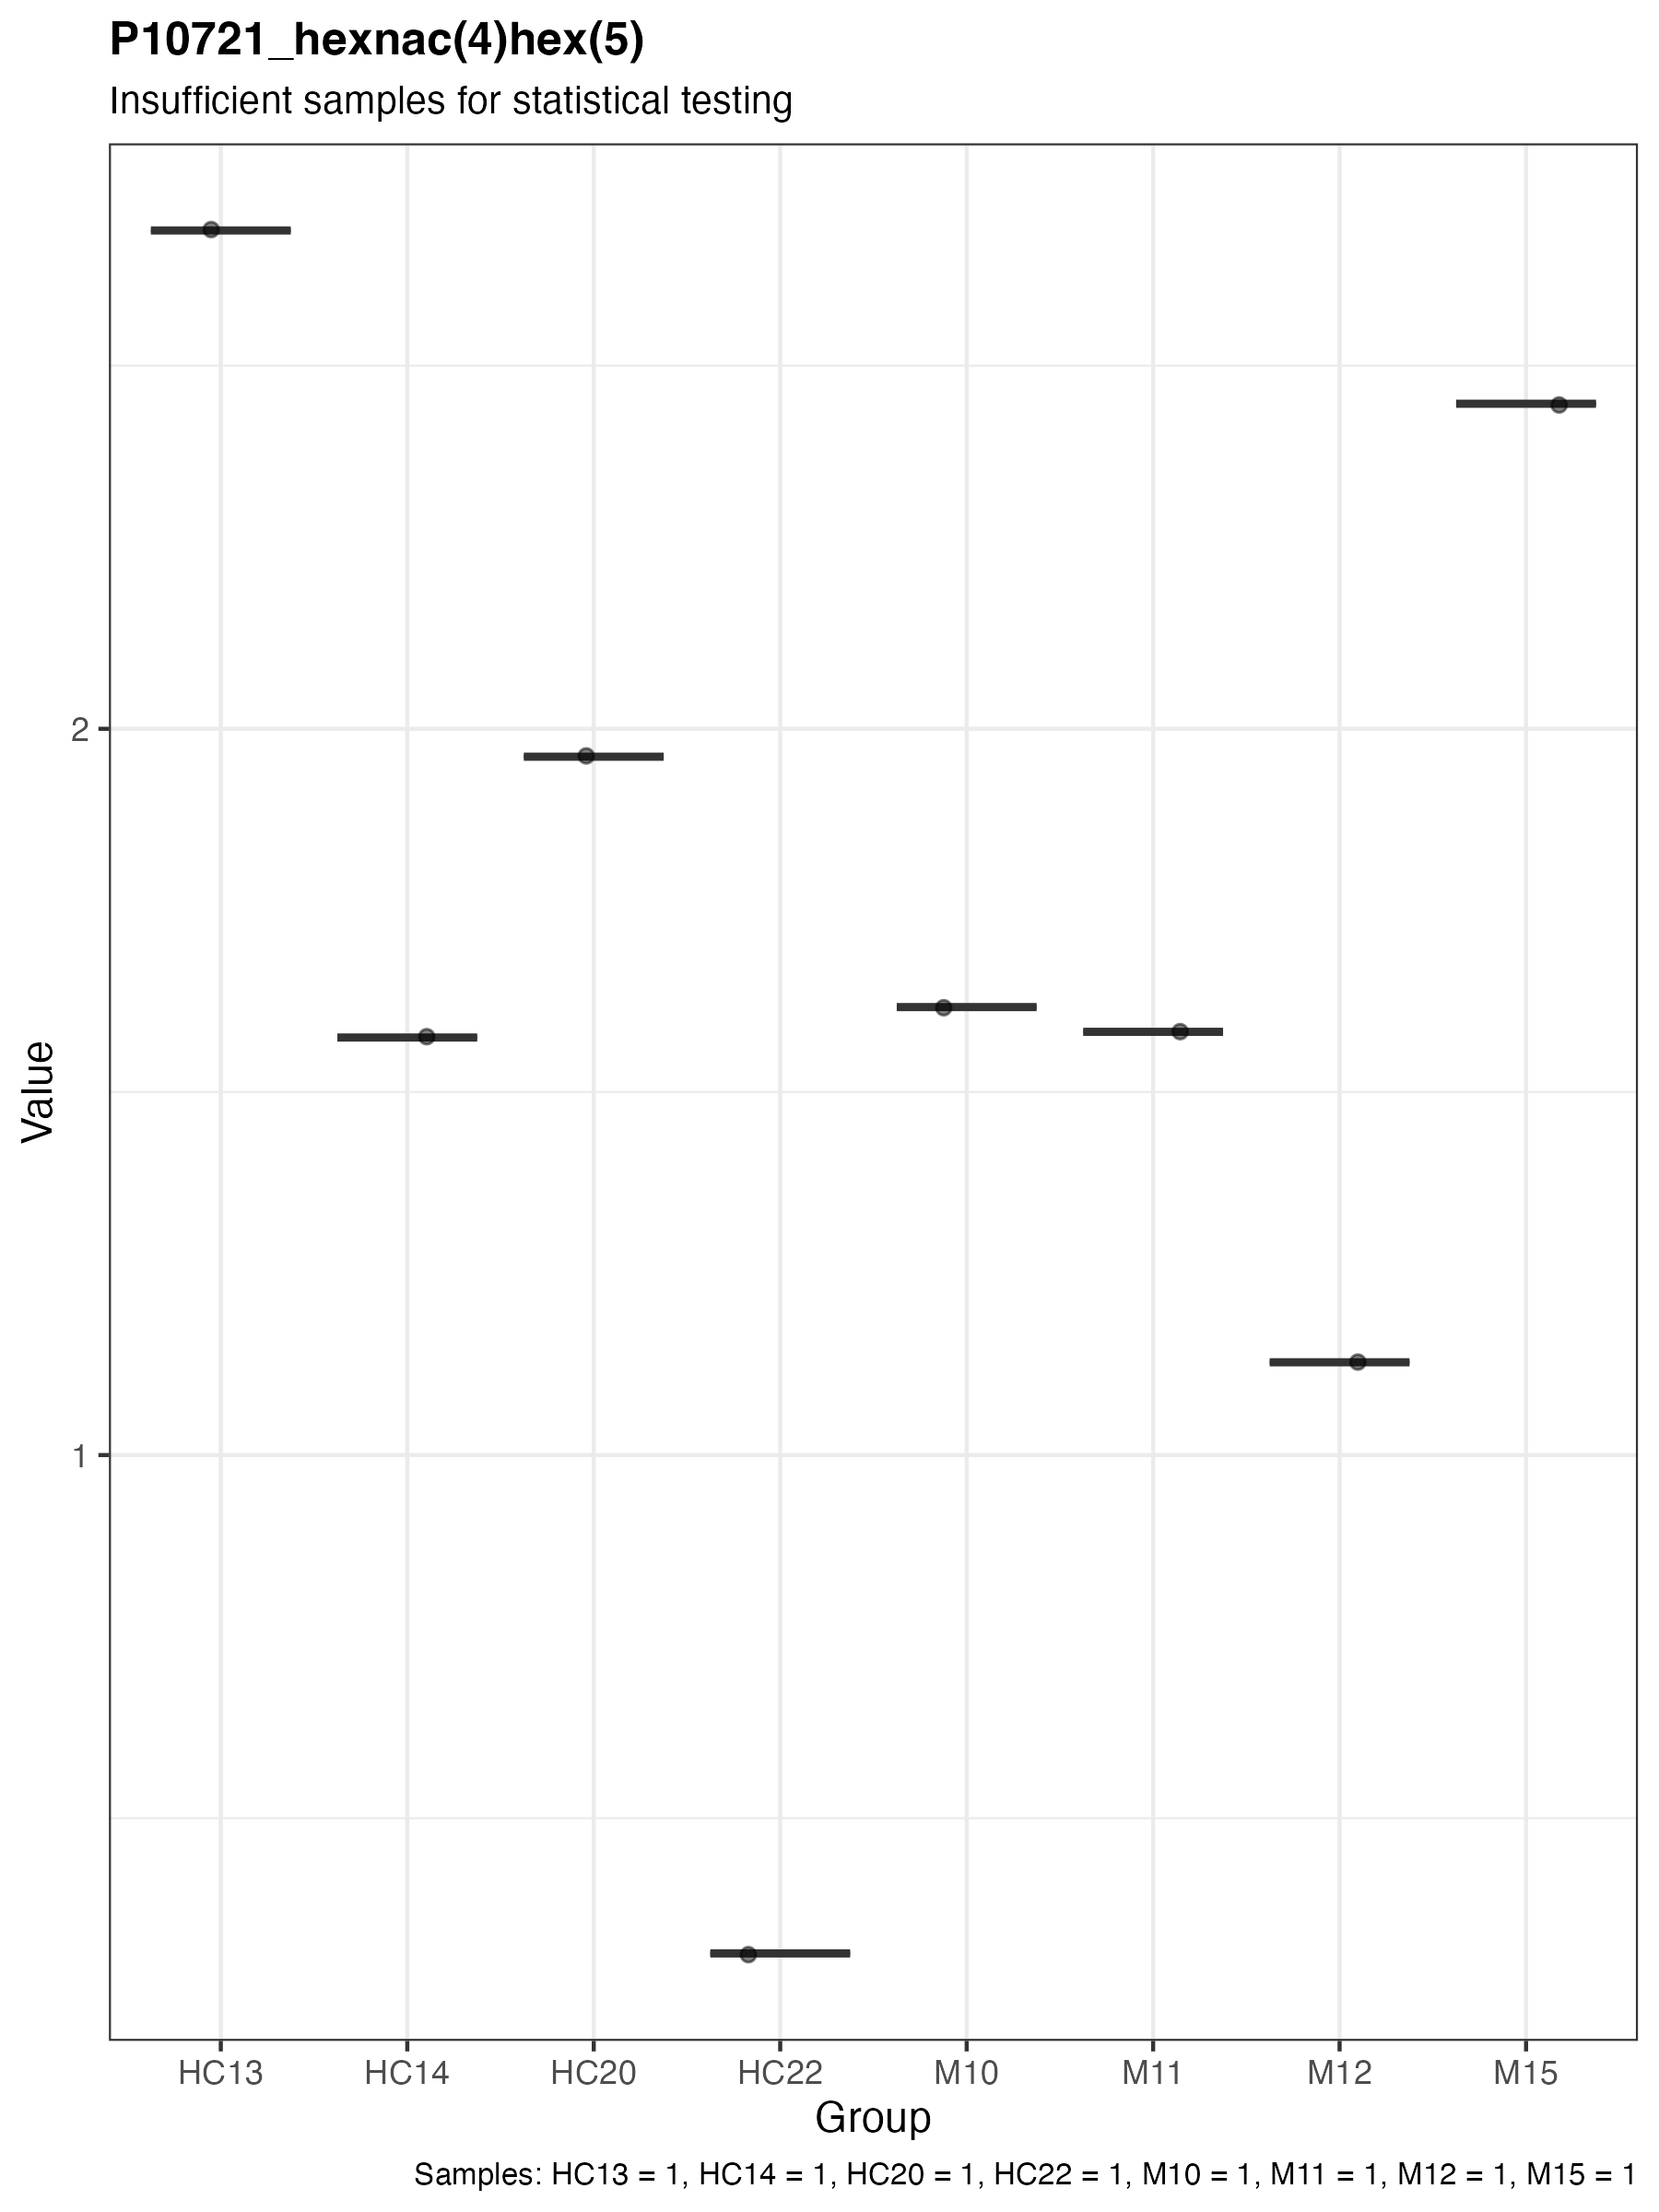 P10721_hexnac(4)hex(5)
Insufficient samples for statistical testing
Value
2
1
HC13 HC14 HC20 HC22 M10 M11 M12 M15
Group
Samples: HC13 = 1, HC14 = 1, HC20 = 1, HC22 = 1, M10 = 1, M11 = 1, M12 = 1, M15 = 1